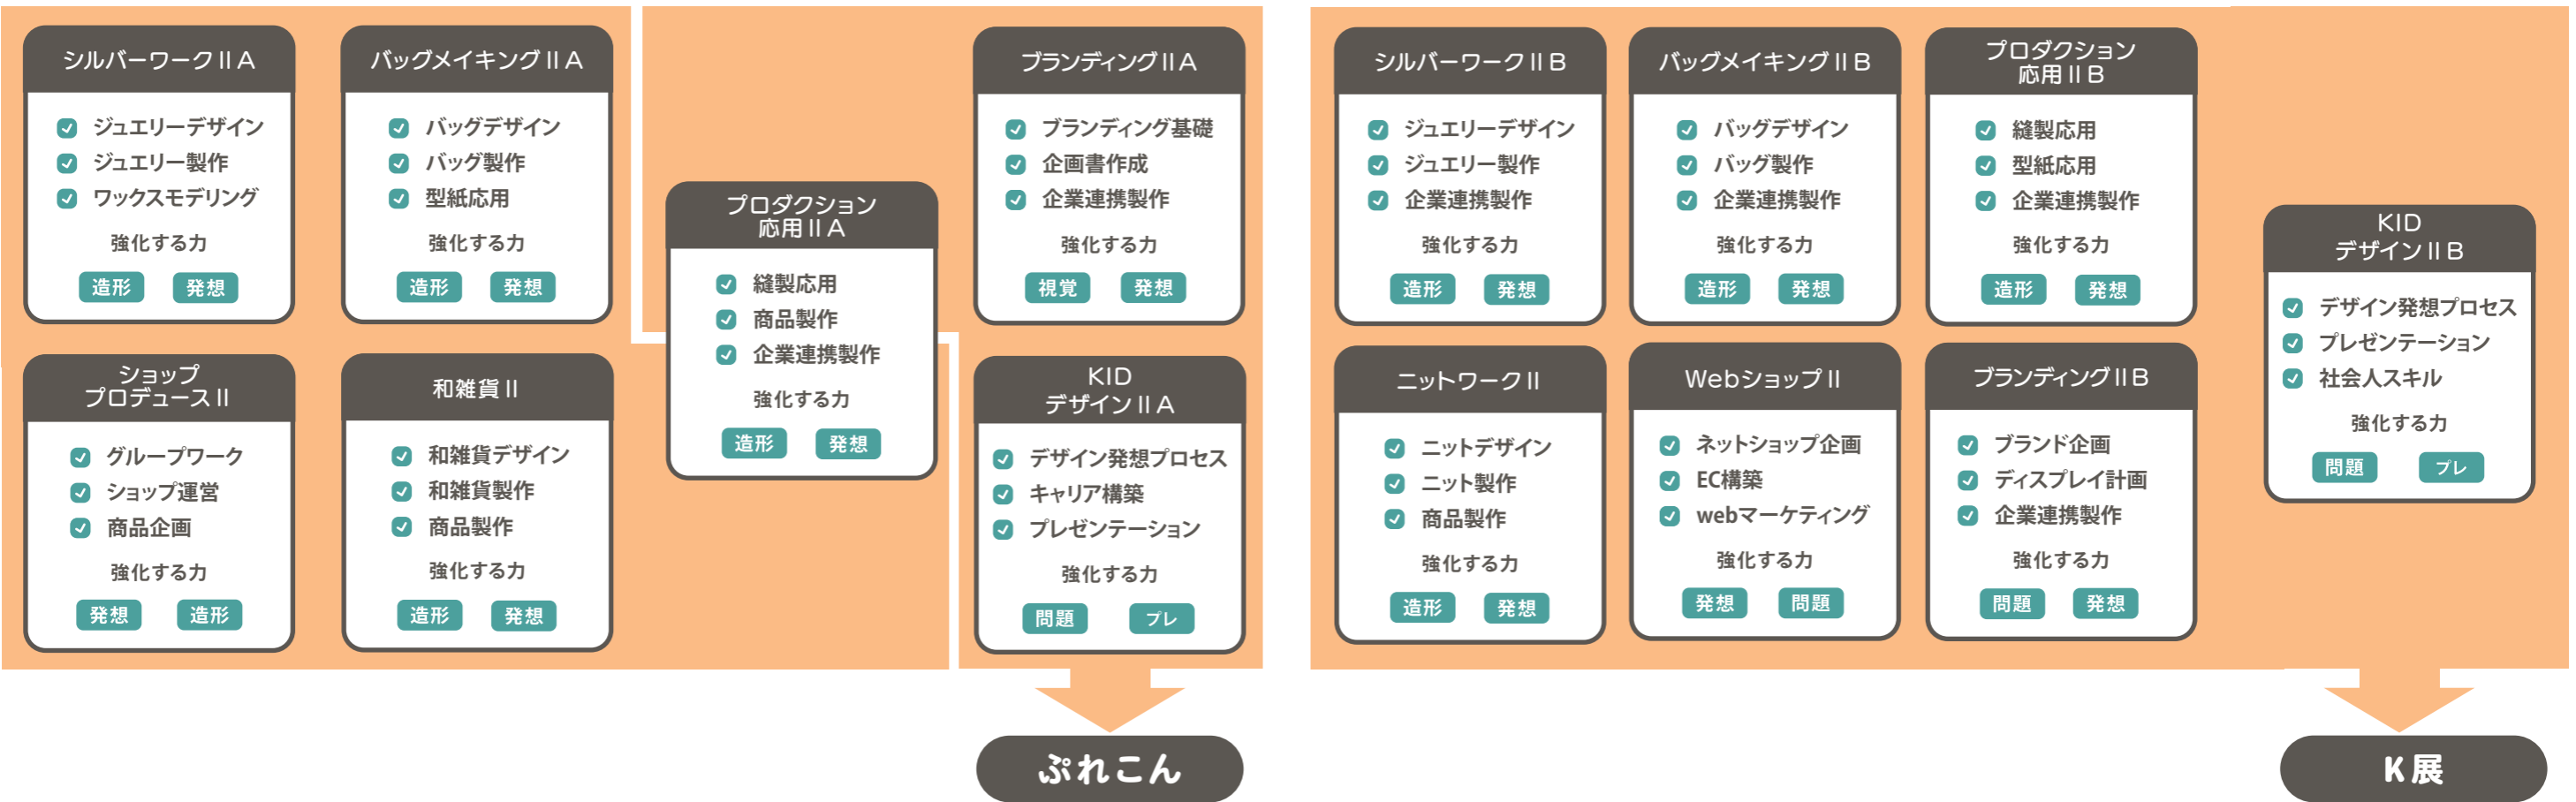 シルバーワークⅡA
ジュエリーデザイン
ジュエリー製作
ワックスモデリング
強化する力
造形 発想
バッグメイキングⅡA
バッグデザイン
バッグ製作
型紙応用
強化する力
造形 発想
ショップ
プロデュースⅡ
グループワーク
ショップ運営
商品企画
強化する力
発想 造形
和雑貨Ⅱ
和雑貨デザイン
和雑貨製作
商品製作
強化する力
造形 発想
プロダクション
応用ⅡA
縫製応用
商品製作
企業連携製作
強化する力
造形 発想
ブランディングⅡA
ブランディング基礎
企画書作成
企業連携製作
強化する力
視覚 発想
KID
デザインⅡA
デザイン発想プロセス
キャリア構築
プレゼンテーション
強化する力
問題 プレ
ぷれこん
シルバーワークⅡB
ジュエリーデザイン
ジュエリー製作
企業連携製作
強化する力
造形 発想
バッグメイキングⅡB
バッグデザイン
バッグ製作
企業連携製作
強化する力
造形 発想
プロダクション
応用ⅡB
縫製応用
型紙応用
企業連携製作
強化する力
造形 発想
ニットワークⅡ
ニットデザイン
ニット製作
商品製作
強化する力
造形 発想
WebショップⅡ
ネットショップ企画
EC構築
webマーケティング
強化する力
発想 問題
ブランディングⅡB
ブランド企画
ディスプレイ計画
企業連携製作
強化する力
問題 発想
KID
デザインⅡB
デザイン発想プロセス
プレゼンテーション
社会人スキル
強化する力
問題 プレ
K展